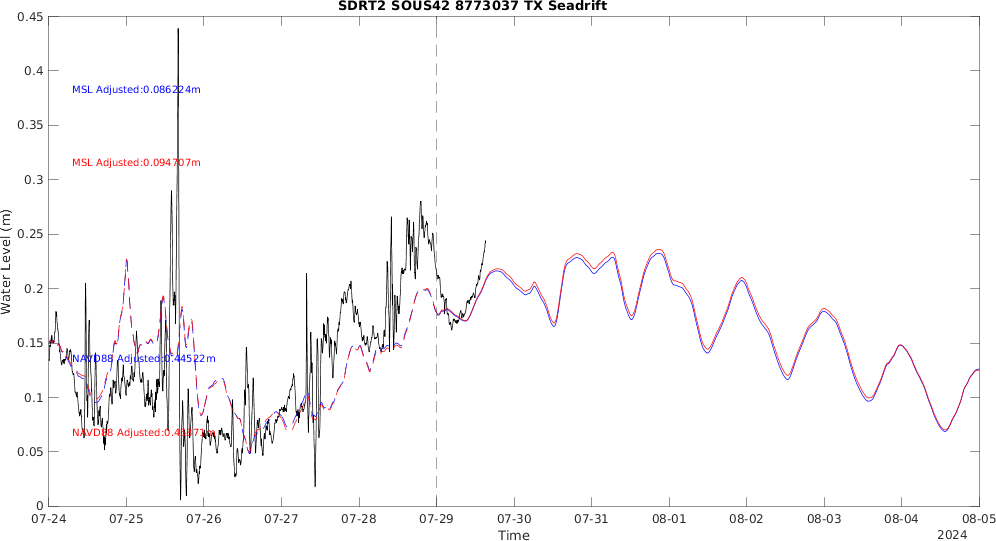 SDRT2 SOUS42 8773037 TX Seadrift
Water Level (m)
0.45
0.4
0.35
0.3
0.25
0.2
0.15
0.1
0.05
0
MSL Adjusted:0.086224m
MSL Adjusted:0.094707m
NAVD88 Adjusted:0.44522m
NAVD88 Adjusted:
07-24 07-25 07-26 07-27 07-28 07-29 07-30 07-31 08-01 08-02 08-03 08-04 08-05
Time
2024